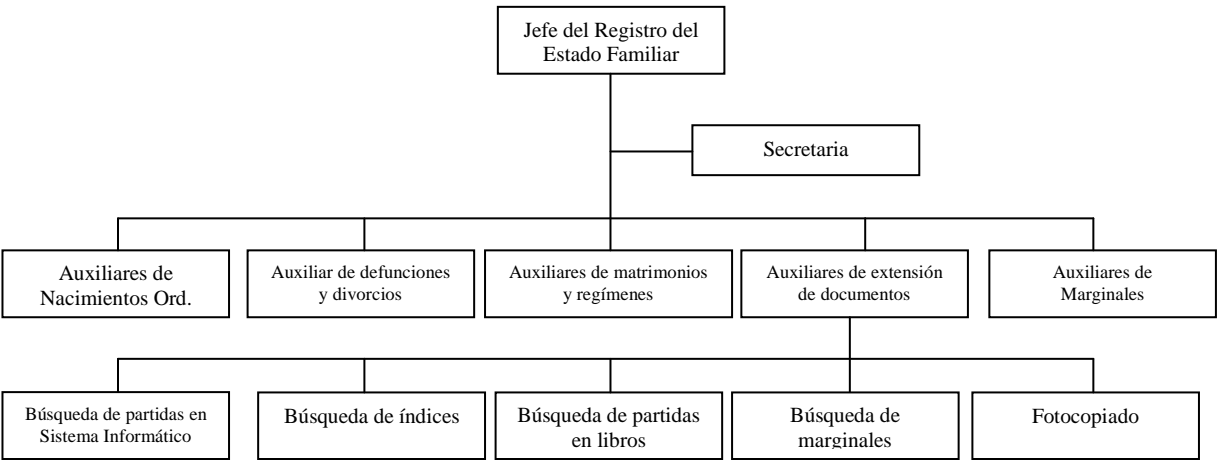 Jefe del Registro del
Estado Familiar
Secretaria
Auxiliares de
Nacimientos Ord.
Auxiliar de defunciones
y divorcios
Auxiliares de matrimonios
y regímenes
Auxiliares de extensión
de documentos
Auxiliares de
Marginales
Búsqueda de partidas en
Sistema Informático
Búsqueda de índices
Búsqueda de partidas
en libros
Búsqueda de
marginales
Fotocopiado